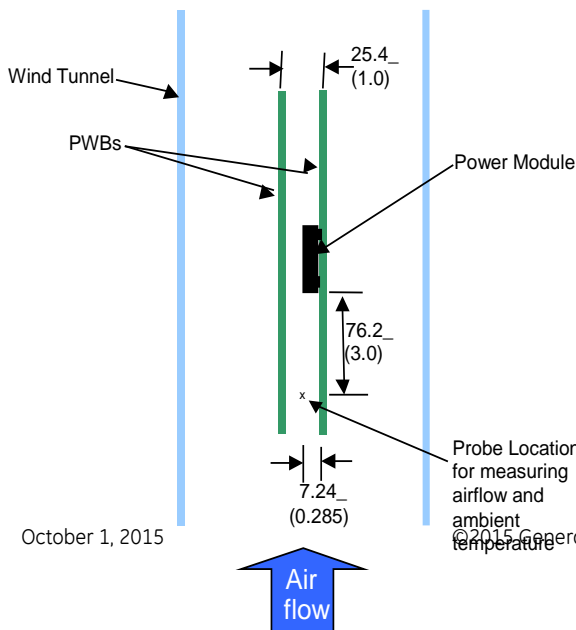 25.4_
(1.0)
Wind Tunnel
PWBs
Power Module
76.2_
(3.0)
x
Probe Location
for measuring
airflow and
ambient
temperature
7.24_
(0.285)
October 1, 2015
©2015 General
Air
flow